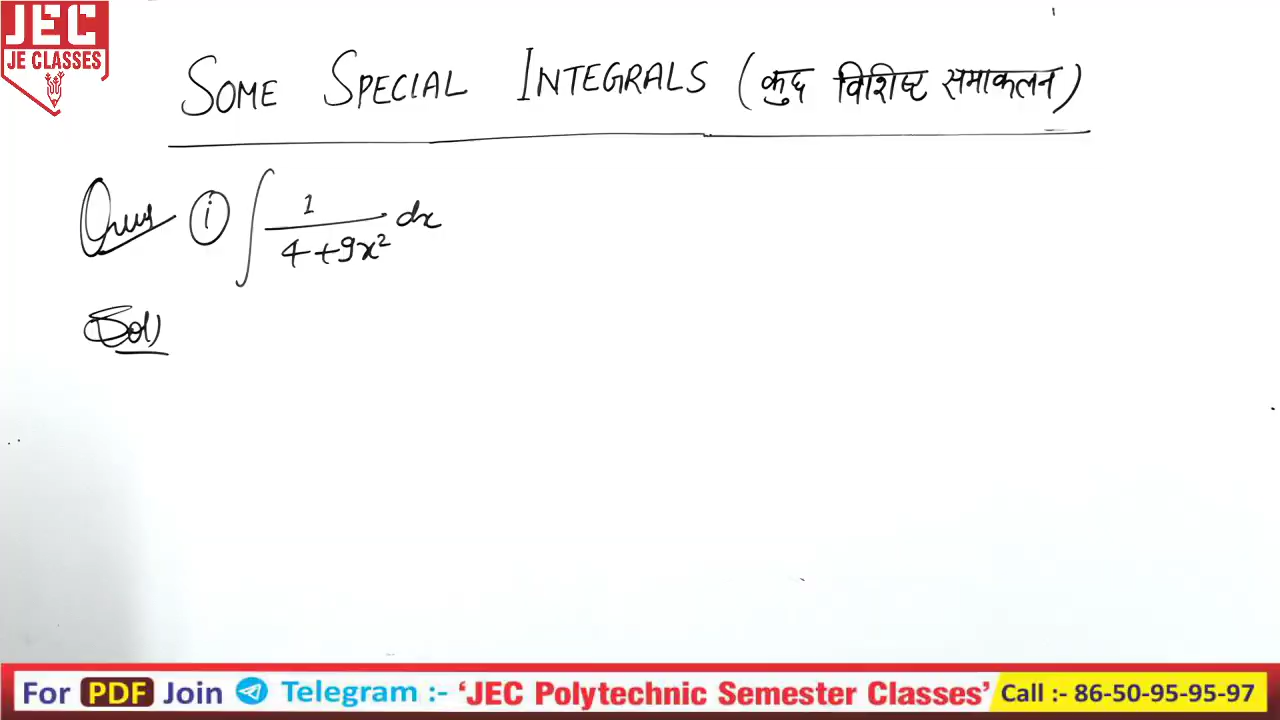 JEC
JE CLASSES
SOME SPECIAL INTEGRALS (कुछ विशिष्ट समाकलन)
Ques (i) ∫ 1/(4+9x²) dx
Sol)
For PDF Join Telegram :- ‘JEC Polytechnic Semester Classes’ Call :- 86-50-95-95-97